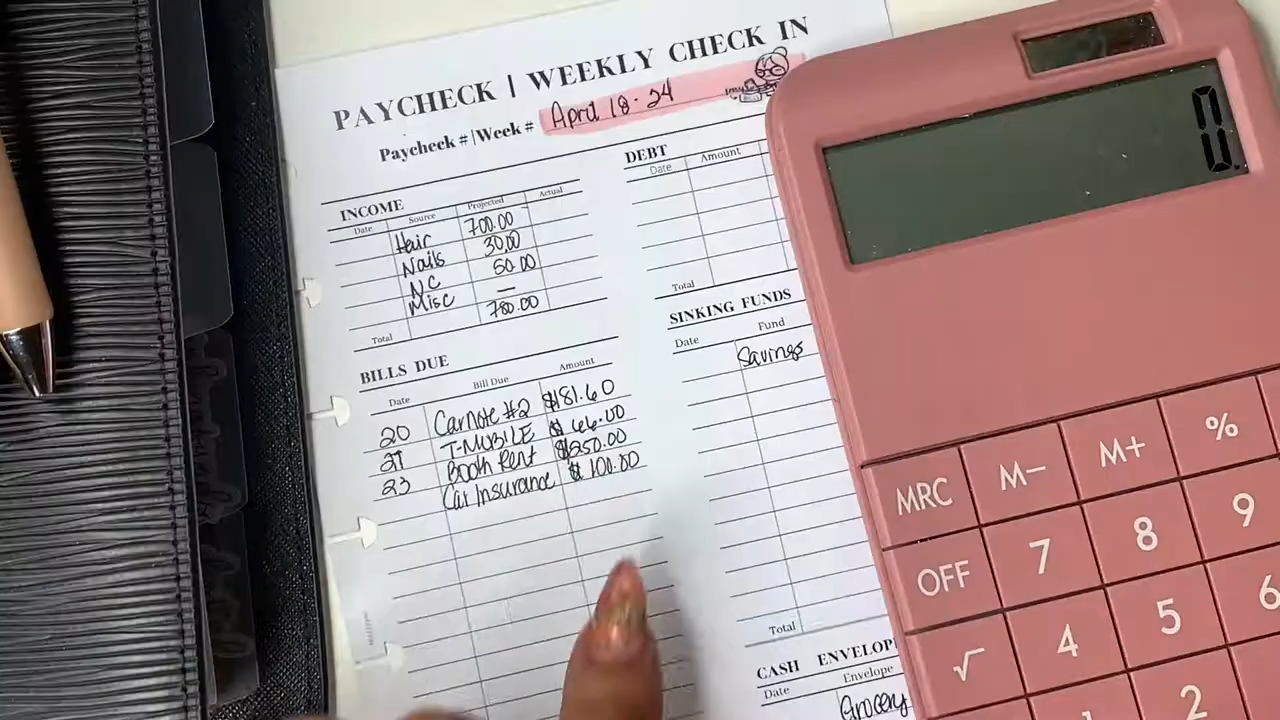 PAYCHECK | WEEKLY CHECK IN
Paycheck #|Week # April 18-24
INCOME
Date Source Projected Actual
Hair 700.00
Nails 30.00
NC 50.00
Misc —
Total 780.00
BILLS DUE
Date Bill Due Amount
20 Carnote #2 $181.60
21 T-MOBILE $66.00
23 Booth Rent $250.00
Car Insurance $100.00
DEBT
Date Amount
Total
SINKING FUNDS
Date Fund
Savings
Total
CASH ENVELOP
Date Envelope
Grocery
0.
MRC M− M+ %
OFF 7 8 9
√ 4 5 6
1 2